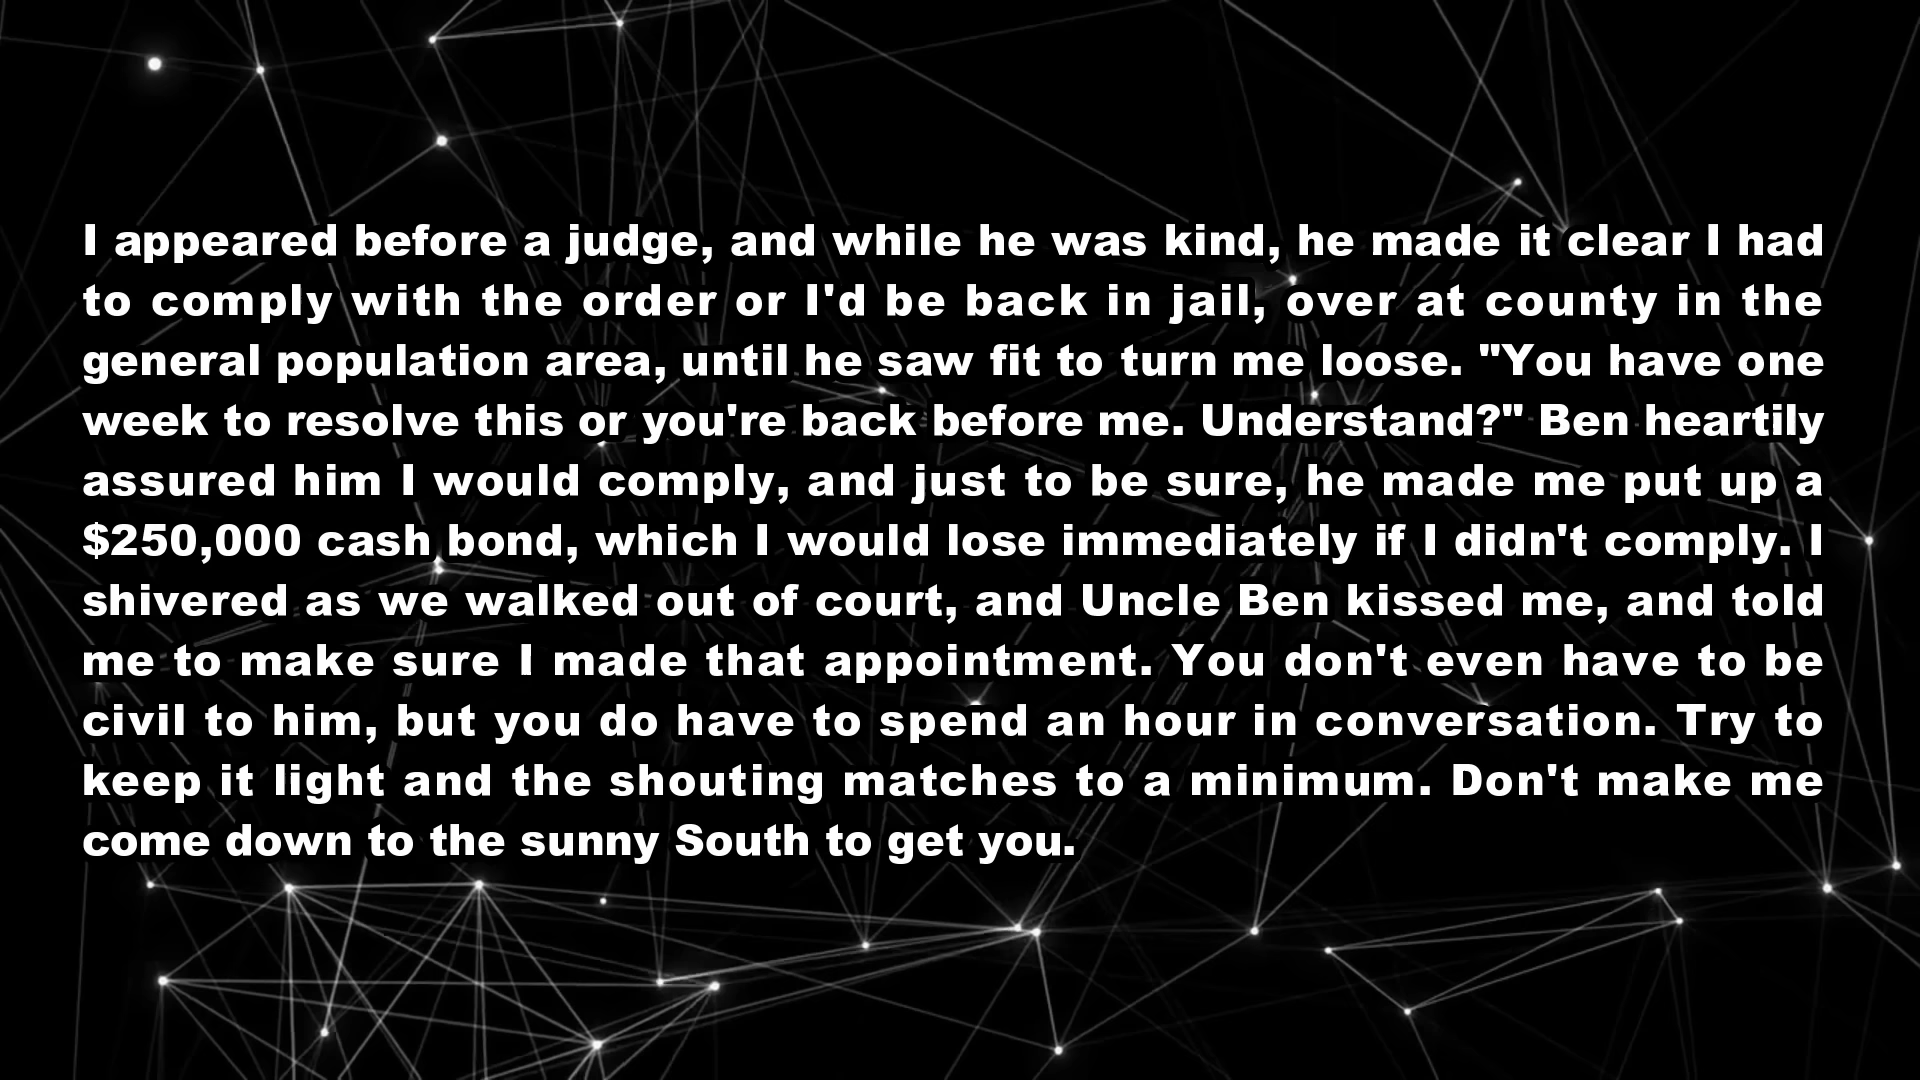 I appeared before a judge, and while he was kind, he made it clear I had
to comply with the order or I'd be back in jail, over at county in the
general population area, until he saw fit to turn me loose. "You have one
week to resolve this or you're back before me. Understand?" Ben heartily
assured him I would comply, and just to be sure, he made me put up a
$250,000 cash bond, which I would lose immediately if I didn't comply. I
shivered as we walked out of court, and Uncle Ben kissed me, and told
me to make sure I made that appointment. You don't even have to be
civil to him, but you do have to spend an hour in conversation. Try to
keep it light and the shouting matches to a minimum. Don't make me
come down to the sunny South to get you.